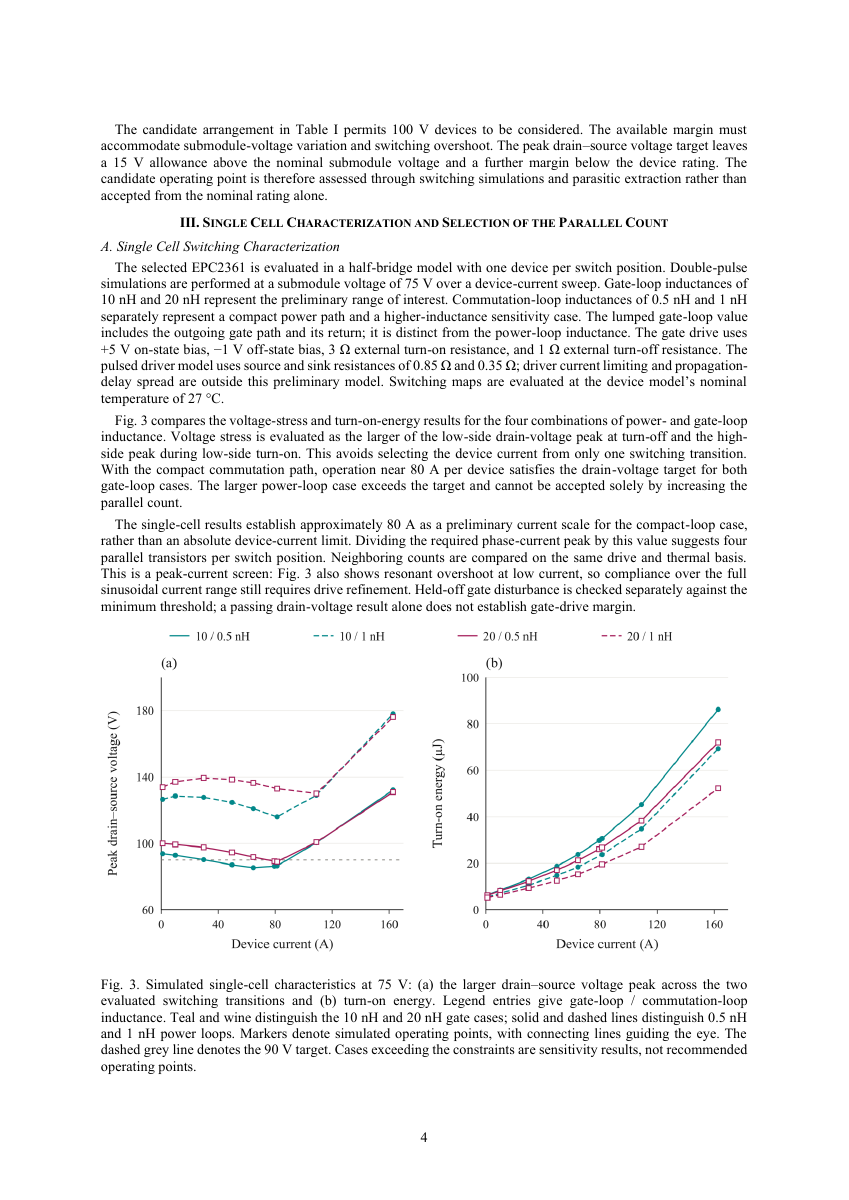 The candidate arrangement in Table I permits 100 V devices to be considered. The available margin must
accommodate submodule-voltage variation and switching overshoot. The peak drain–source voltage target leaves
a 15 V allowance above the nominal submodule voltage and a further margin below the device rating. The
candidate operating point is therefore assessed through switching simulations and parasitic extraction rather than
accepted from the nominal rating alone.
III. SINGLE CELL CHARACTERIZATION AND SELECTION OF THE PARALLEL COUNT
A. Single Cell Switching Characterization
The selected EPC2361 is evaluated in a half-bridge model with one device per switch position. Double-pulse
simulations are performed at a submodule voltage of 75 V over a device-current sweep. Gate-loop inductances of
10 nH and 20 nH represent the preliminary range of interest. Commutation-loop inductances of 0.5 nH and 1 nH
separately represent a compact power path and a higher-inductance sensitivity case. The lumped gate-loop value
includes the outgoing gate path and its return; it is distinct from the power-loop inductance. The gate drive uses
+5 V on-state bias, −1 V off-state bias, 3 Ω external turn-on resistance, and 1 Ω external turn-off resistance. The
pulsed driver model uses source and sink resistances of 0.85 Ω and 0.35 Ω; driver current limiting and propagation-
delay spread are outside this preliminary model. Switching maps are evaluated at the device model's nominal
temperature of 27 °C.
Fig. 3 compares the voltage-stress and turn-on-energy results for the four combinations of power- and gate-loop
inductance. Voltage stress is evaluated as the larger of the low-side drain-voltage peak at turn-off and the high-
side peak during low-side turn-on. This avoids selecting the device current from only one switching transition.
With the compact commutation path, operation near 80 A per device satisfies the drain-voltage target for both
gate-loop cases. The larger power-loop case exceeds the target and cannot be accepted solely by increasing the
parallel count.
The single-cell results establish approximately 80 A as a preliminary current scale for the compact-loop case,
rather than an absolute device-current limit. Dividing the required phase-current peak by this value suggests four
parallel transistors per switch position. Neighboring counts are compared on the same drive and thermal basis.
This is a peak-current screen: Fig. 3 also shows resonant overshoot at low current, so compliance over the full
sinusoidal current range still requires drive refinement. Held-off gate disturbance is checked separately against the
minimum threshold; a passing drain-voltage result alone does not establish gate-drive margin.
10 / 0.5 nH 10 / 1 nH 20 / 0.5 nH 20 / 1 nH
(a)
Peak drain–source voltage (V)
180
140
100
60
0 40 80 120 160
Device current (A)
(b)
Turn-on energy (μJ)
100
80
60
40
20
0
0 40 80 120 160
Device current (A)
Fig. 3. Simulated single-cell characteristics at 75 V: (a) the larger drain–source voltage peak across the two
evaluated switching transitions and (b) turn-on energy. Legend entries give gate-loop / commutation-loop
inductance. Teal and wine distinguish the 10 nH and 20 nH gate cases; solid and dashed lines distinguish 0.5 nH
and 1 nH power loops. Markers denote simulated operating points, with connecting lines guiding the eye. The
dashed grey line denotes the 90 V target. Cases exceeding the constraints are sensitivity results, not recommended
operating points.
4